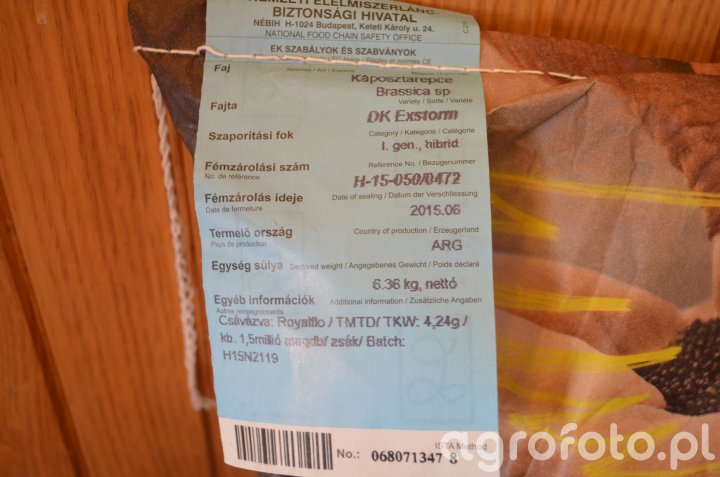 NEMZETI ÉLELMISZERLÁNC-
BIZTONSÁGI HIVATAL
NÉBIH H-1024 Budapest, Keleti Károly u. 24.
NATIONAL FOOD CHAIN SAFETY OFFICE
EK SZABÁLYOK ÉS SZABVÁNYOK
Faj
Káposztarepce
Brassica sp
Fajta
Variety / Sorte / Variété
DK Exstorm
Szaporítási fok
Category / Kategorie / Catégorie
I. gen., hibrid
Fémzárolási szám
Reference No. / Bezugsnummer
No. de référence
H-15-050/0472
Fémzárolás ideje
Date of sealing / Datum der Verschliessung
Date de fermeture
2015.06
Termelő ország
Country of production / Erzeugerland
Pays de production
ARG
Egység súlya Declared weight / Angegebenes Gewicht / Poids déclaré
6.36 kg, nettó
Egyéb információk
Additional information / Zusätzliche Angaben
Autres renseignements
Csávázva: Royalflo / TMTD/ TKW: 4,24g /
kb. 1,5millió magdb/ zsák/ Batch:
H15N2119
ISTA Method
No.: 068071347 8
agrofoto.pl